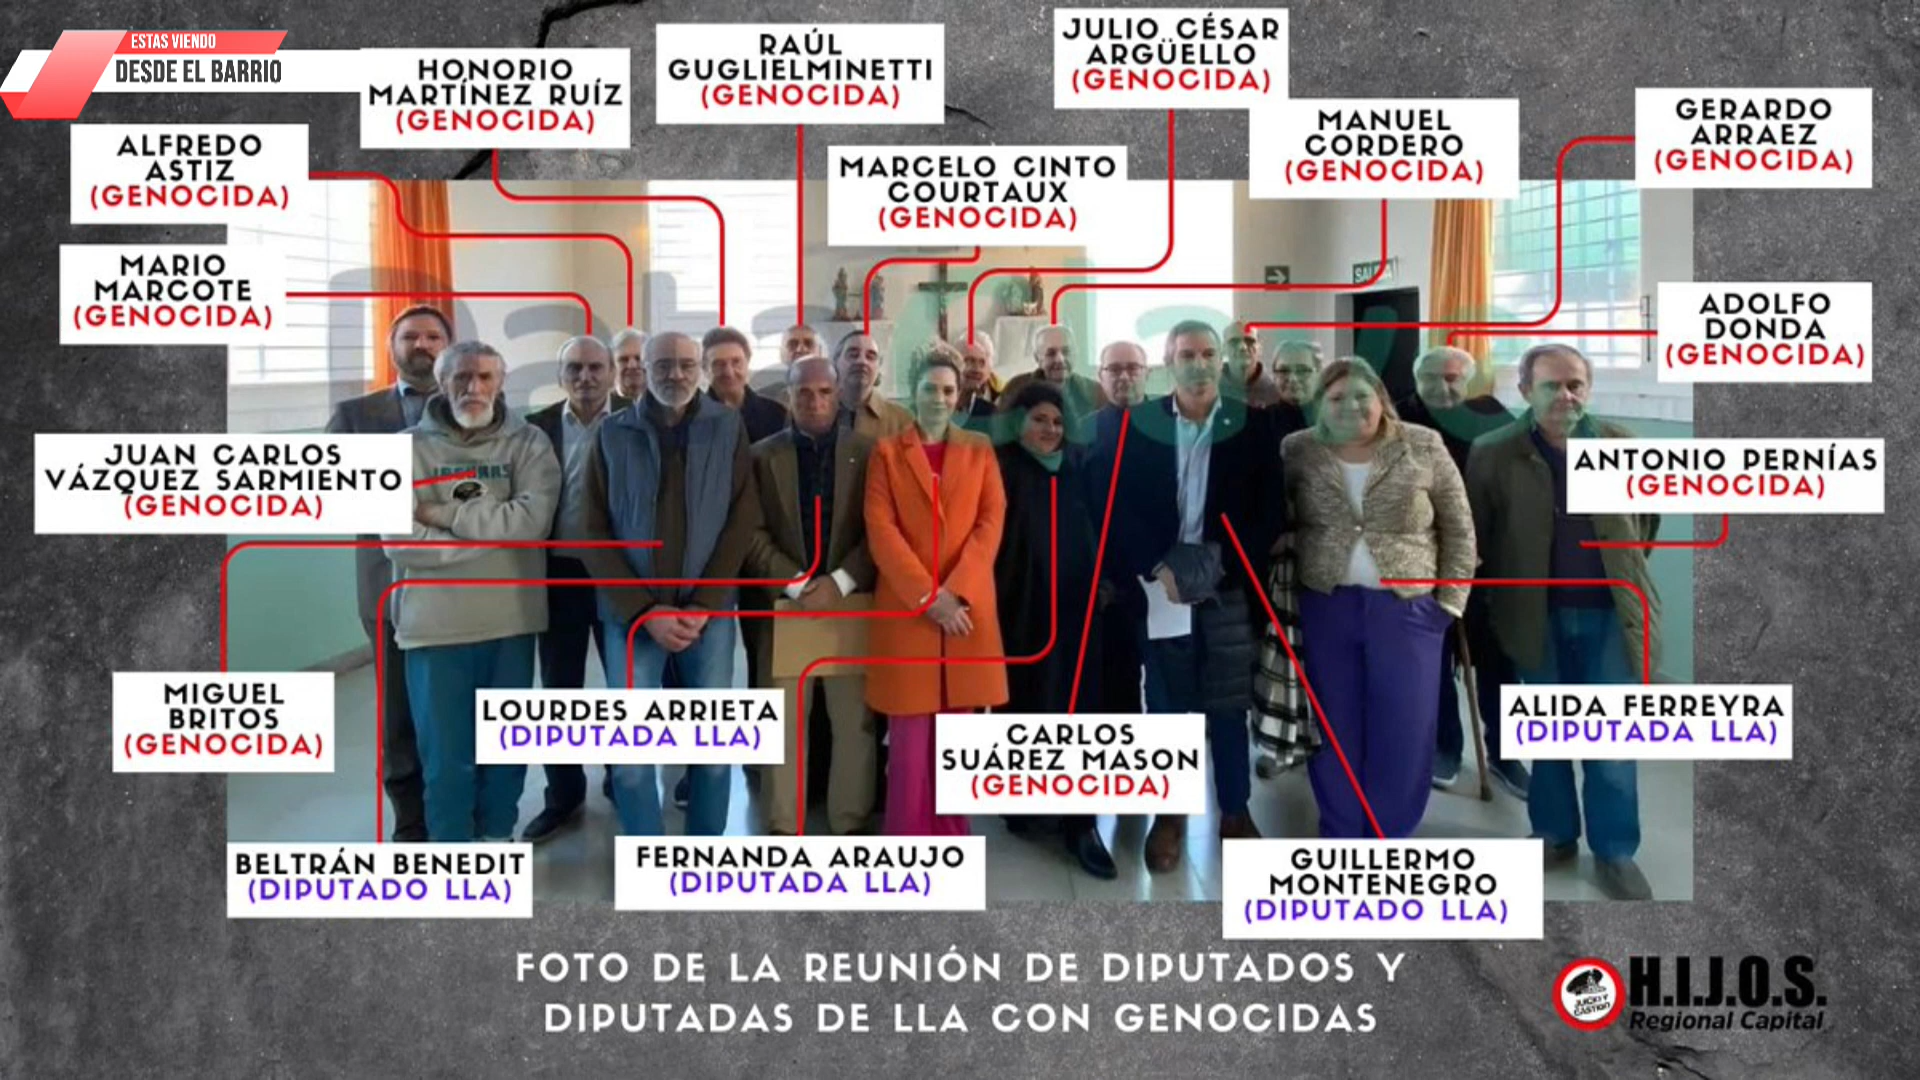 ESTAS VIENDO
DESDE EL BARRIO
HONORIO
MARTÍNEZ RUÍZ
(GENOCIDA)
RAÚL
GUGLIELMINETTI
(GENOCIDA)
JULIO CÉSAR
ARGÜELLO
(GENOCIDA)
MANUEL
CORDERO
(GENOCIDA)
GERARDO
ARRAEZ
(GENOCIDA)
ALFREDO
ASTIZ
(GENOCIDA)
MARCELO CINTO
COURTAUX
(GENOCIDA)
MARIO
MARCOTE
(GENOCIDA)
ADOLFO
DONDA
(GENOCIDA)
JUAN CARLOS
VÁZQUEZ SARMIENTO
(GENOCIDA)
ANTONIO PERNÍAS
(GENOCIDA)
MIGUEL
BRITOS
(GENOCIDA)
LOURDES ARRIETA
(DIPUTADA LLA)
CARLOS
SUÁREZ MASON
(GENOCIDA)
ALIDA FERREYRA
(DIPUTADA LLA)
BELTRÁN BENEDIT
(DIPUTADO LLA)
FERNANDA ARAUJO
(DIPUTADA LLA)
GUILLERMO
MONTENEGRO
(DIPUTADO LLA)
FOTO DE LA REUNIÓN DE DIPUTADOS Y
DIPUTADAS DE LLA CON GENOCIDAS
JUICIO Y
CASTIGO
H.I.J.O.S.
Regional Capital